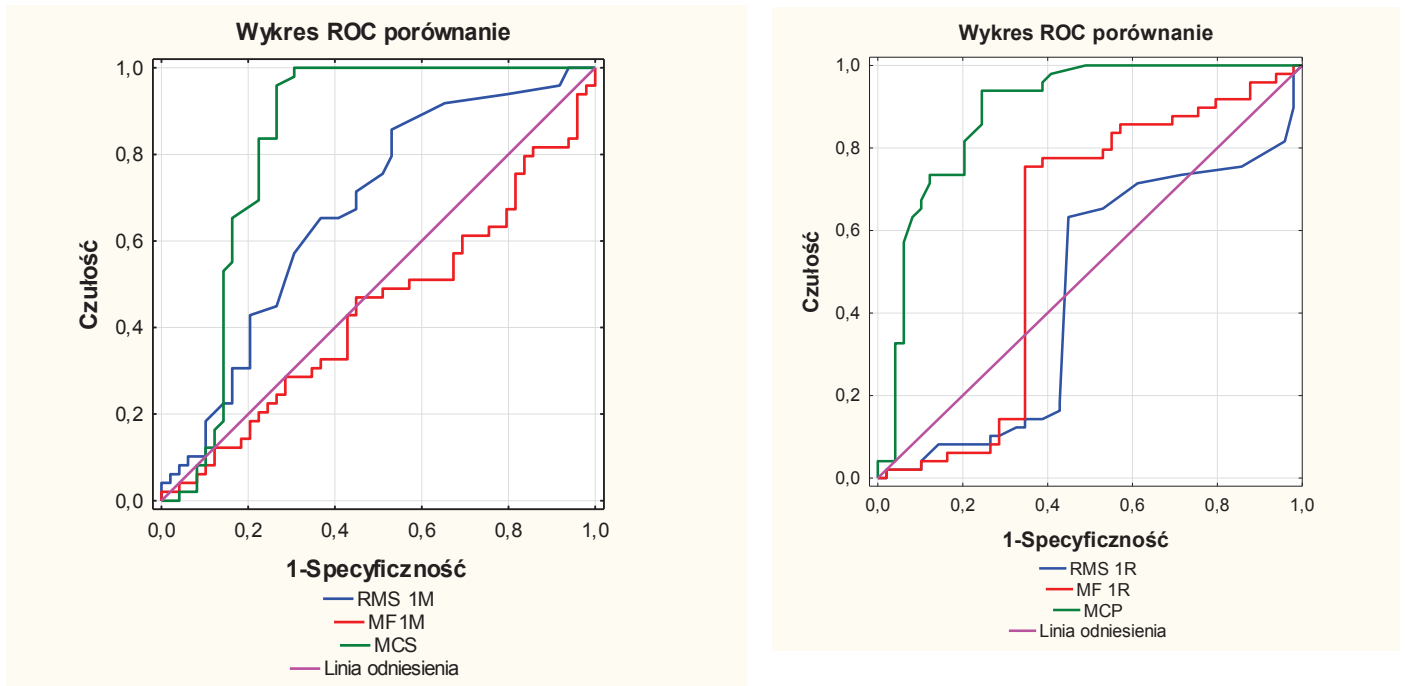 Wykres ROC porównanie
1,0
0,8
0,6
0,4
0,2
0,0
Czułość
0,0 0,2 0,4 0,6 0,8 1,0
1-Specyficzność
RMS 1M
MF1M
MCS
Linia odniesienia
Wykres ROC porównanie
1,0
0,8
0,6
0,4
0,2
0,0
Czułość
0,0 0,2 0,4 0,6 0,8 1,0
1-Specyficzność
RMS 1R
MF 1R
MCP
Linia odniesienia